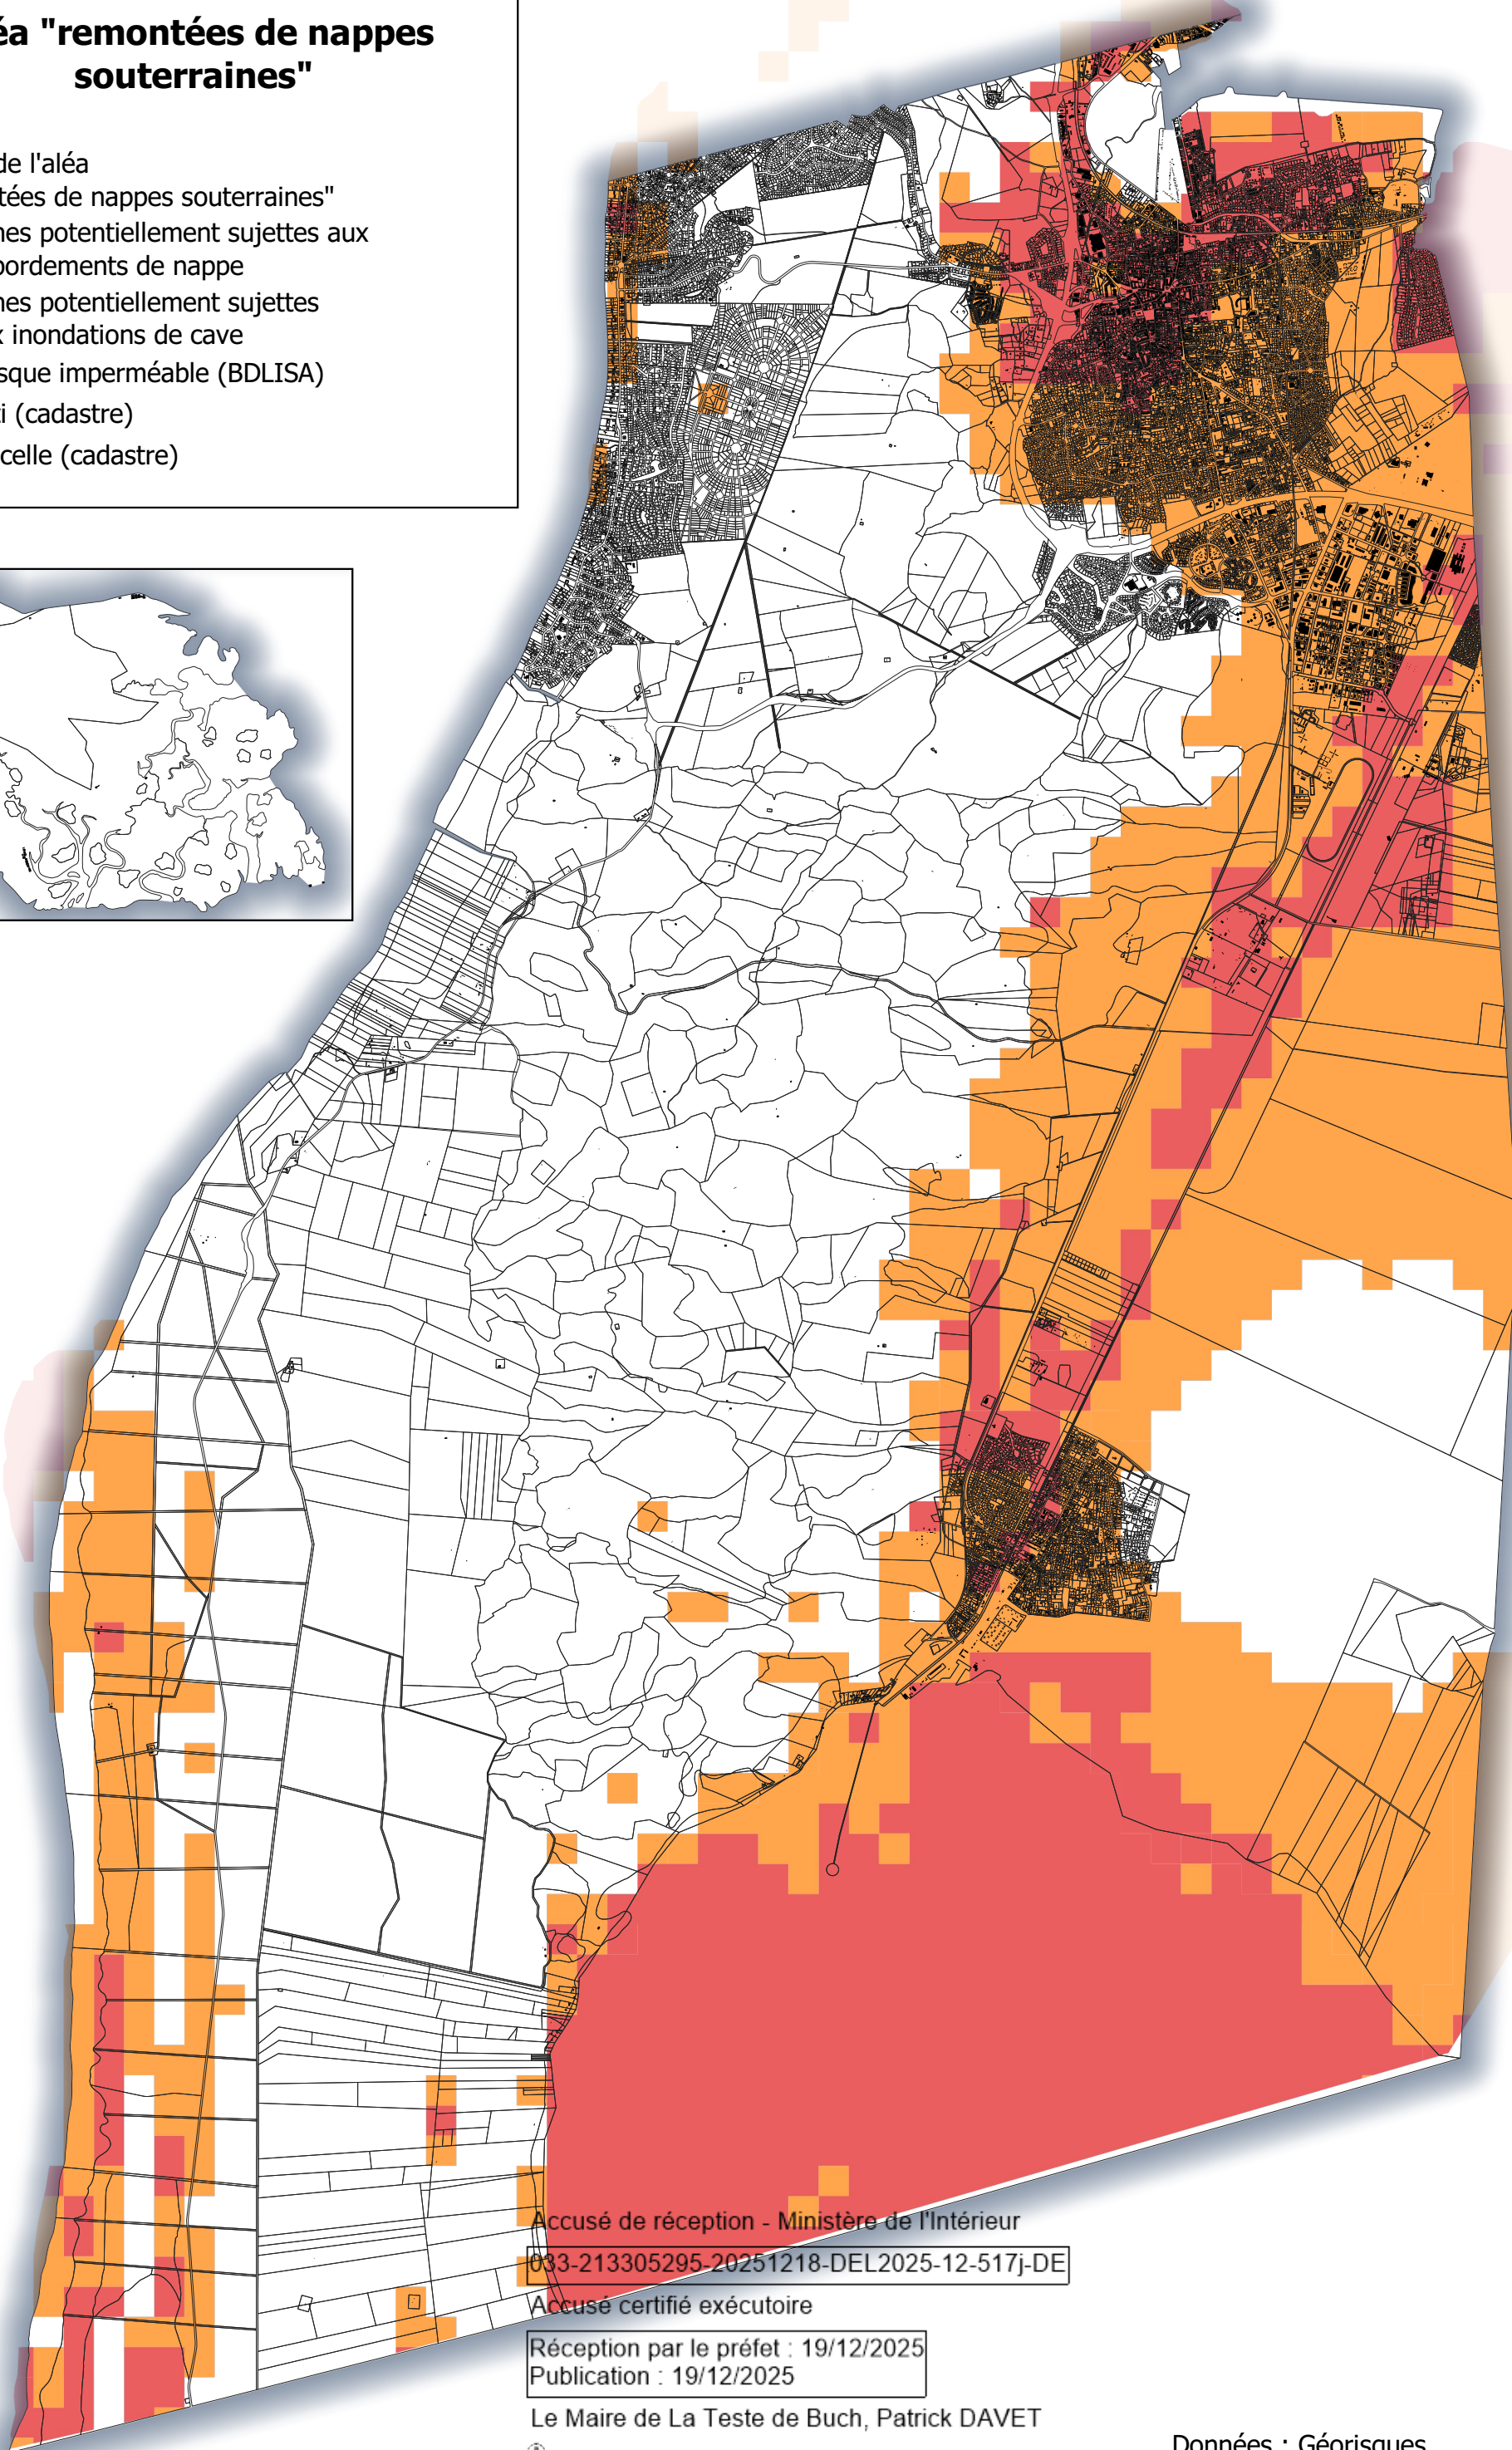 éa "remontées de nappes
souterraines"
de l'aléa
tées de nappes souterraines"
nes potentiellement sujettes aux
bordements de nappe
nes potentiellement sujettes
x inondations de cave
sque imperméable (BDLISA)
ti (cadastre)
celle (cadastre)
Accusé de réception - Ministère de l'Intérieur
033-213305295-20251218-DEL2025-12-517j-DE
Accusé certifié exécutoire
Réception par le préfet : 19/12/2025
Publication : 19/12/2025
Le Maire de La Teste de Buch, Patrick DAVET
Données : Géorisques